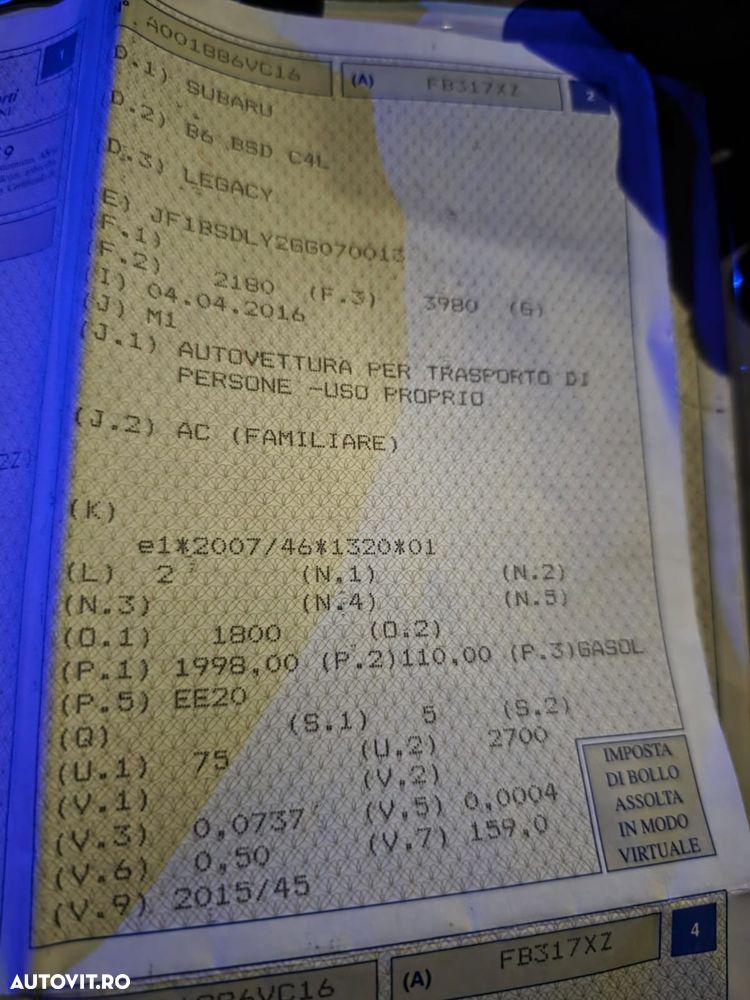 1
N°. A001886VC16 (A) FB317XZ 2
D.1) SUBARU
D.2) B6 BSD C4L
D.3) LEGACY
E) JF1BSDLY2GG070013
F.1)
F.2) 2180 (F.3) 3980 (G)
I) 04.04.2016
(J) M1
(J.1) AUTOVETTURA PER TRASPORTO DI
PERSONE -USO PROPRIO
(J.2) AC (FAMILIARE)
(K)
e1*2007/46*1320*01
(L) 2 (N.1) (N.2)
(N.3) (N.4) (N.5)
(O.1) 1800 (O.2)
(P.1) 1998,00 (P.2)110,00 (P.3)GASOL
(P.5) EE20
(Q) (S.1) 5 (S.2)
(U.1) 75 (U.2) 2700
(V.1) (V.2)
(V.3) 0,0737 (V.5) 0,0004
(V.6) 0,50 (V.7) 159,0
(V.9) 2015/45
IMPOSTA
DI BOLLO
ASSOLTA
IN MODO
VIRTUALE
886VC16 (A) FB317XZ 4
AUTOVIT.RO